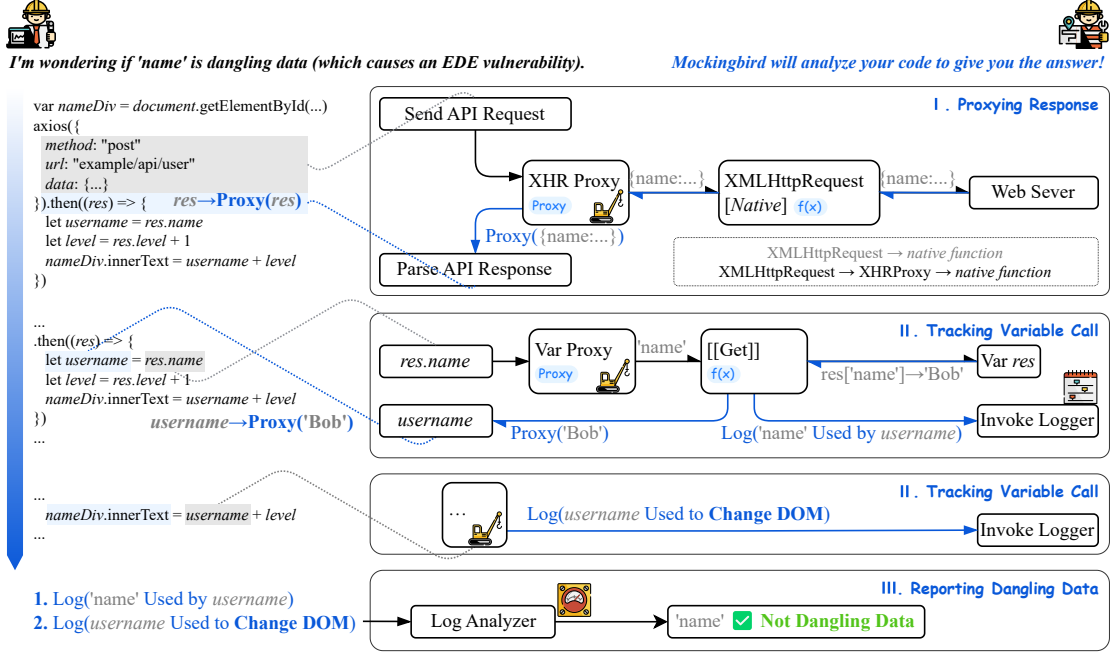 I'm wondering if 'name' is dangling data (which causes an EDE vulnerability).
Mockingbird will analyze your code to give you the answer!
var nameDiv = document.getElementById(...)
axios({
method: "post"
url: "example/api/user"
data: {...}
}).then((res) => {
res→Proxy(res)
let username = res.name
let level = res.level + 1
nameDiv.innerText = username + level
})
I. Proxying Response
Send API Request
XHR Proxy
Proxy
{name:...}
XMLHttpRequest
[Native] f(x)
{name:...}
Web Sever
Proxy({name:...})
Parse API Response
XMLHttpRequest → native function
XMLHttpRequest → XHRProxy → native function
...
.then((res) => {
let username = res.name
let level = res.level + 1
nameDiv.innerText = username + level
})
username→Proxy('Bob')
...
II. Tracking Variable Call
res.name
Var Proxy
Proxy
'name'
[[Get]]
f(x)
res['name']→'Bob'
Var res
username
Proxy('Bob')
Log('name' Used by username)
Invoke Logger
...
nameDiv.innerText = username + level
...
II. Tracking Variable Call
...
Log(username Used to Change DOM)
Invoke Logger
III. Reporting Dangling Data
1. Log('name' Used by username)
2. Log(username Used to Change DOM)
Log Analyzer
'name' ✅ Not Dangling Data